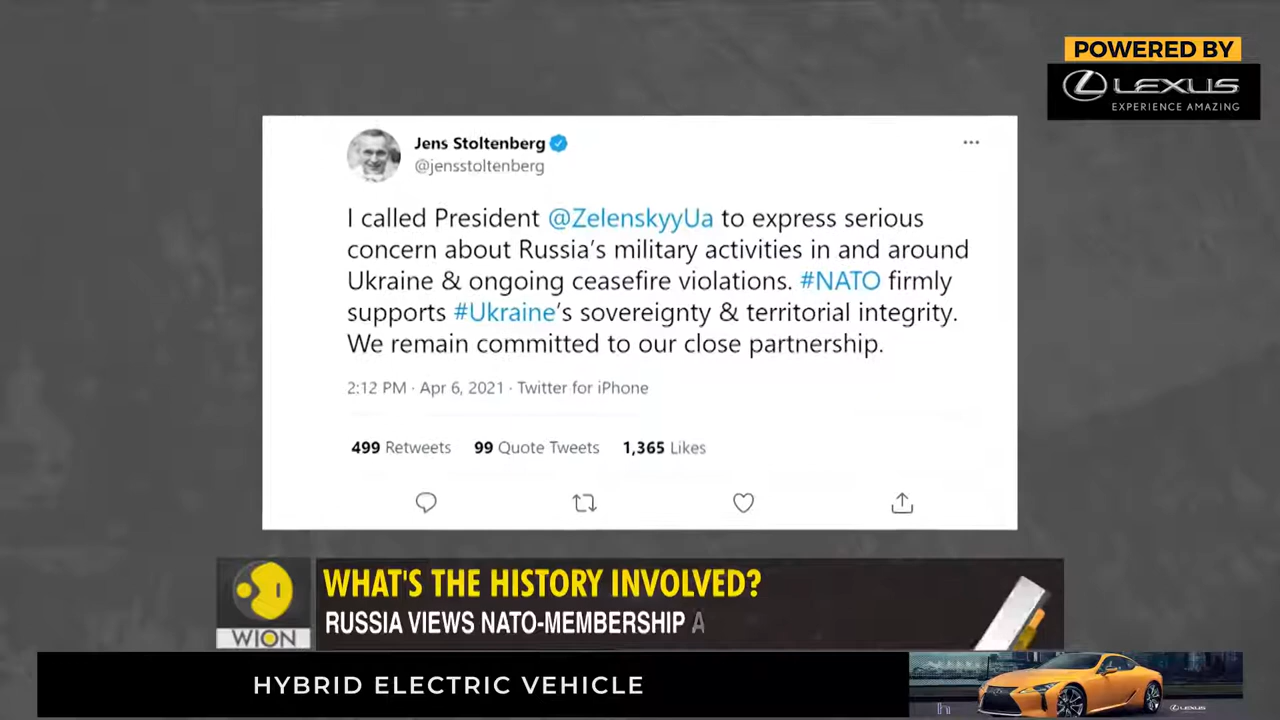 POWERED BY
LEXUS
EXPERIENCE AMAZING
Jens Stoltenberg
@jensstoltenberg
I called President @ZelenskyyUa to express serious
concern about Russia's military activities in and around
Ukraine & ongoing ceasefire violations. #NATO firmly
supports #Ukraine's sovereignty & territorial integrity.
We remain committed to our close partnership.
2:12 PM · Apr 6, 2021 · Twitter for iPhone
499 Retweets 99 Quote Tweets 1,365 Likes
WHAT'S THE HISTORY INVOLVED?
RUSSIA VIEWS NATO-MEMBERSHIP A
WION
HYBRID ELECTRIC VEHICLE
h
LEXUS